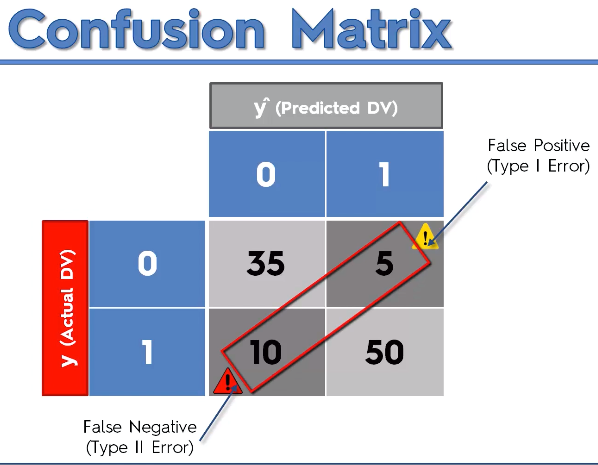 Confusion Matrix
y^ (Predicted DV)
False Positive
(Type I Error)
0 1
y (Actual DV)
0 35 5
1 10 50
False Negative
(Type II Error)